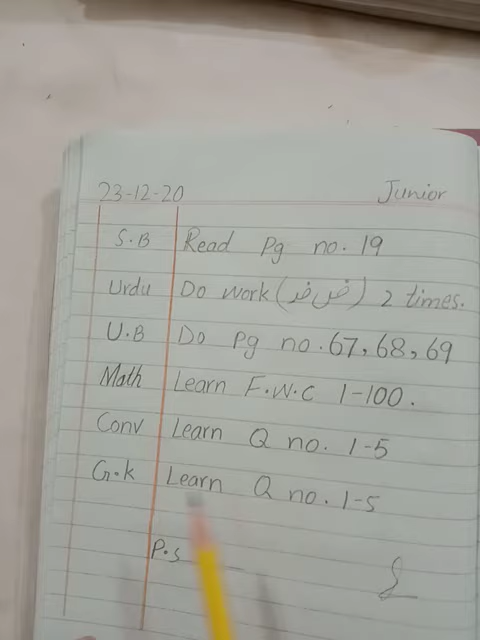 23-12-20 Junior
S.B Read Pg no. 19
Urdu Do work (ض ضر) 2 times.
U.B Do Pg no. 67, 68, 69
Math Learn F.W.C 1-100.
Conv Learn Q no. 1-5
G.k Learn Q no. 1-5
P.s